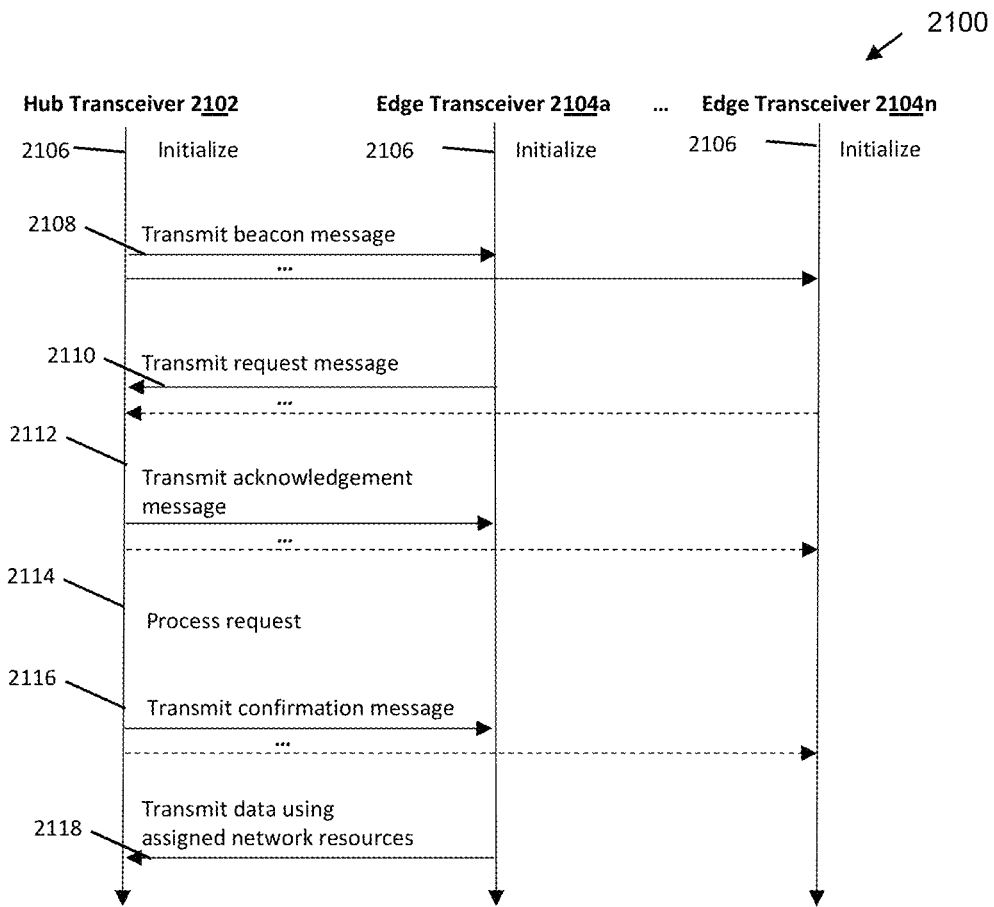 2100
Hub Transceiver 2102 Edge Transceiver 2104a ... Edge Transceiver 2104n
2106 Initialize 2106 Initialize 2106 Initialize
2108
Transmit beacon message
...
2110
Transmit request message
...
2112
Transmit acknowledgement
message
...
2114
Process request
2116
Transmit confirmation message
...
Transmit data using
2118 assigned network resources